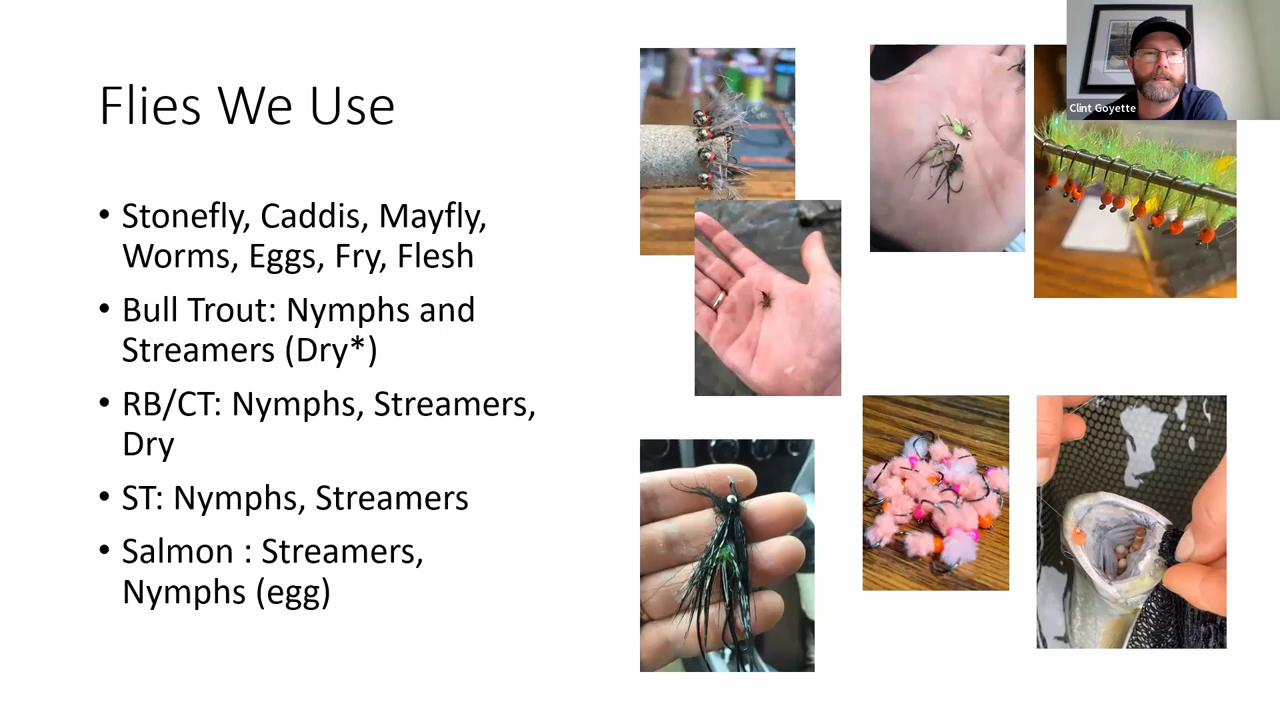 Flies We Use
• Stonefly, Caddis, Mayfly,
Worms, Eggs, Fry, Flesh
• Bull Trout: Nymphs and
Streamers (Dry*)
• RB/CT: Nymphs, Streamers,
Dry
• ST: Nymphs, Streamers
• Salmon : Streamers,
Nymphs (egg)
Clint Goyette